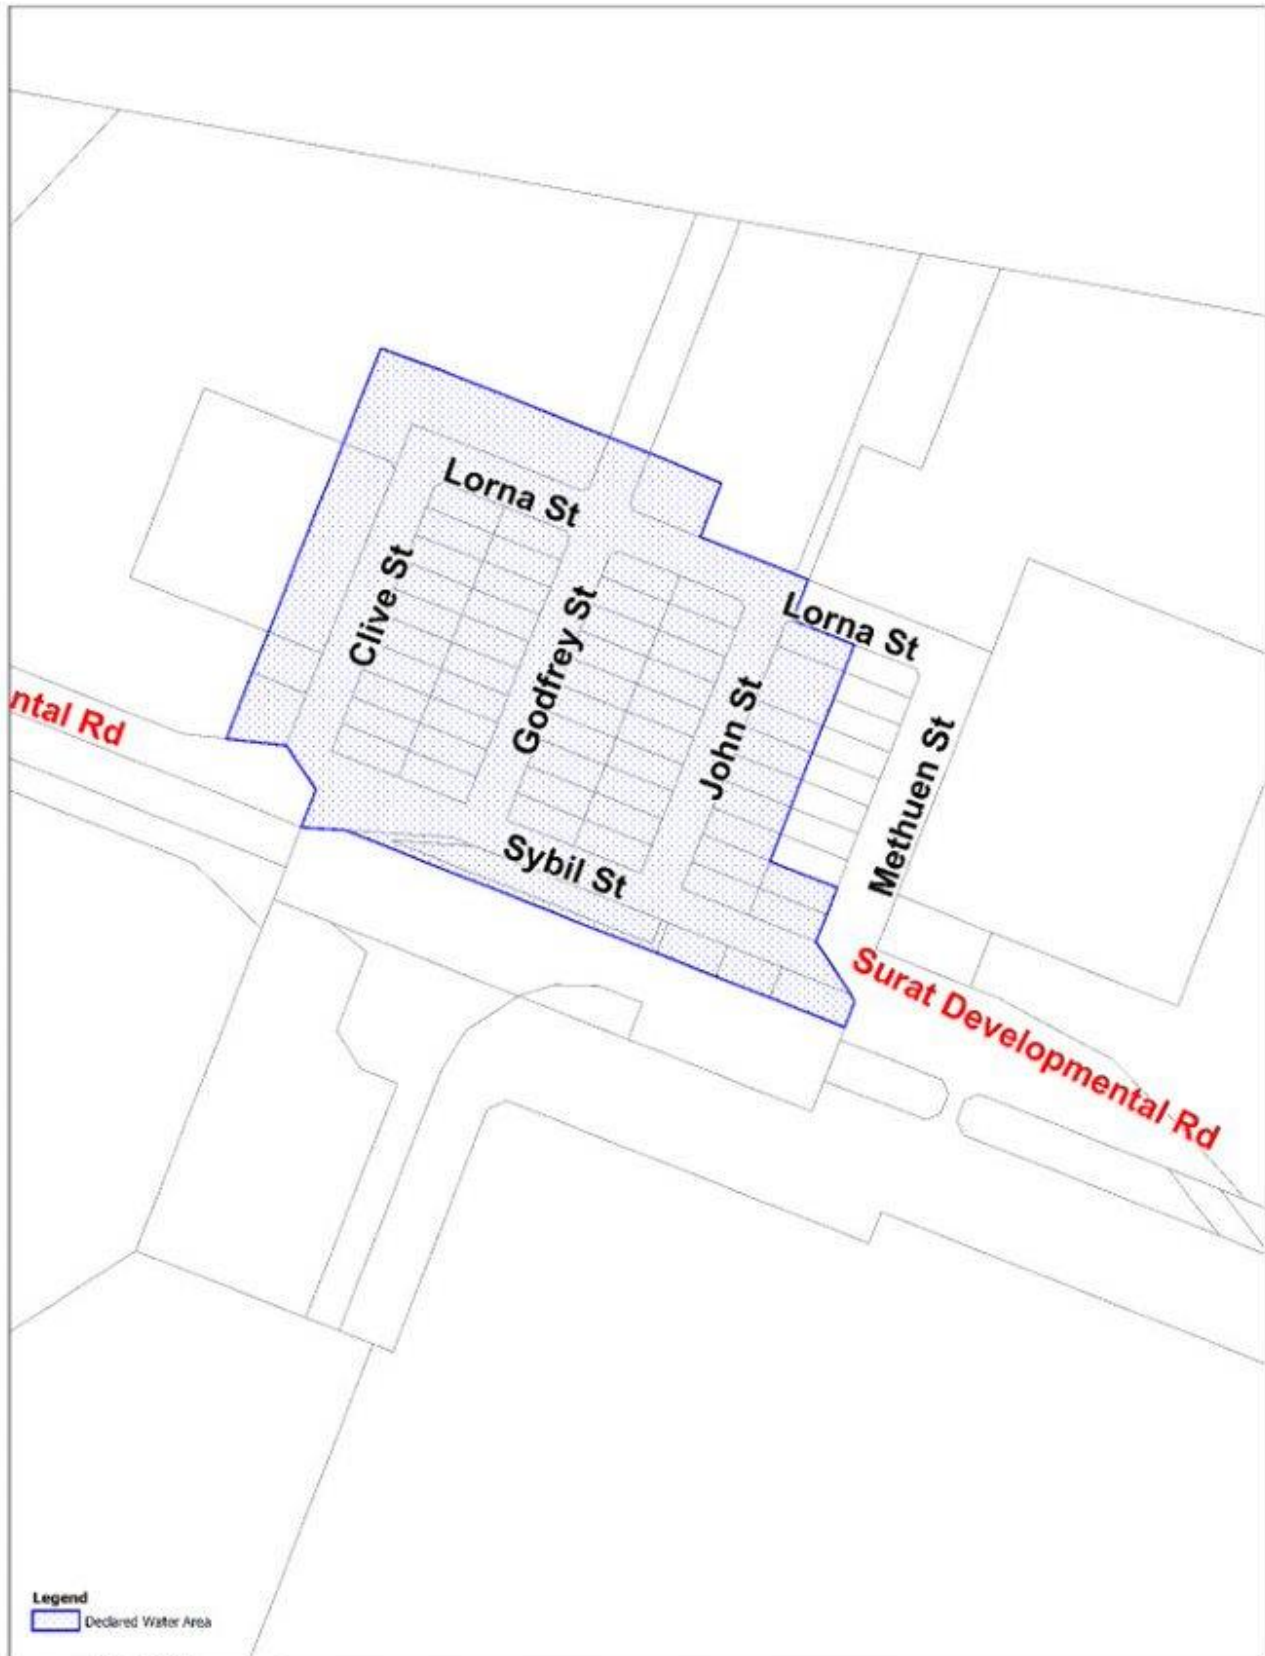 Lorna St
Clive St
Godfrey St
Lorna St
John St
ntal Rd
Methuen St
Sybil St
Surat Developmental Rd
Legend
Declared Water Area